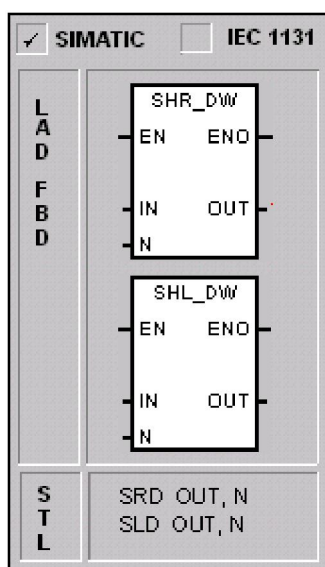 ✓ SIMATIC IEC 1131
LAD FBD
SHR_DW
EN ENO
IN OUT
N
SHL_DW
EN ENO
IN OUT
N
STL
SRD OUT, N
SLD OUT, N